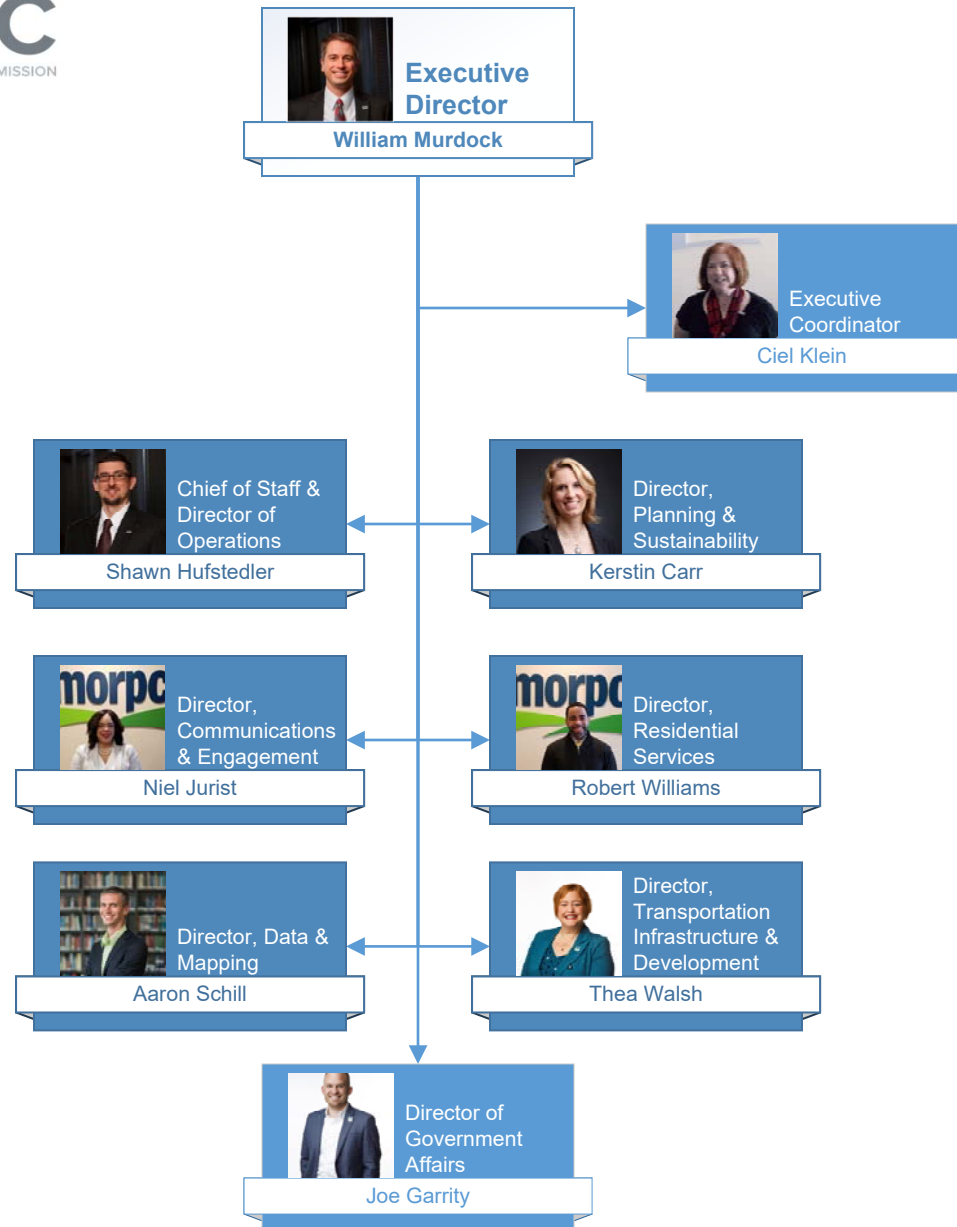 C
MISSION
Executive
Director
William Murdock
Executive
Coordinator
Ciel Klein
Chief of Staff &
Director of
Operations
Shawn Hufstedler
Director,
Planning &
Sustainability
Kerstin Carr
morpc
Director,
Communications
& Engagement
Niel Jurist
morpc
Director,
Residential
Services
Robert Williams
Director, Data &
Mapping
Aaron Schill
Director,
Transportation
Infrastructure &
Development
Thea Walsh
Director of
Government
Affairs
Joe Garrity